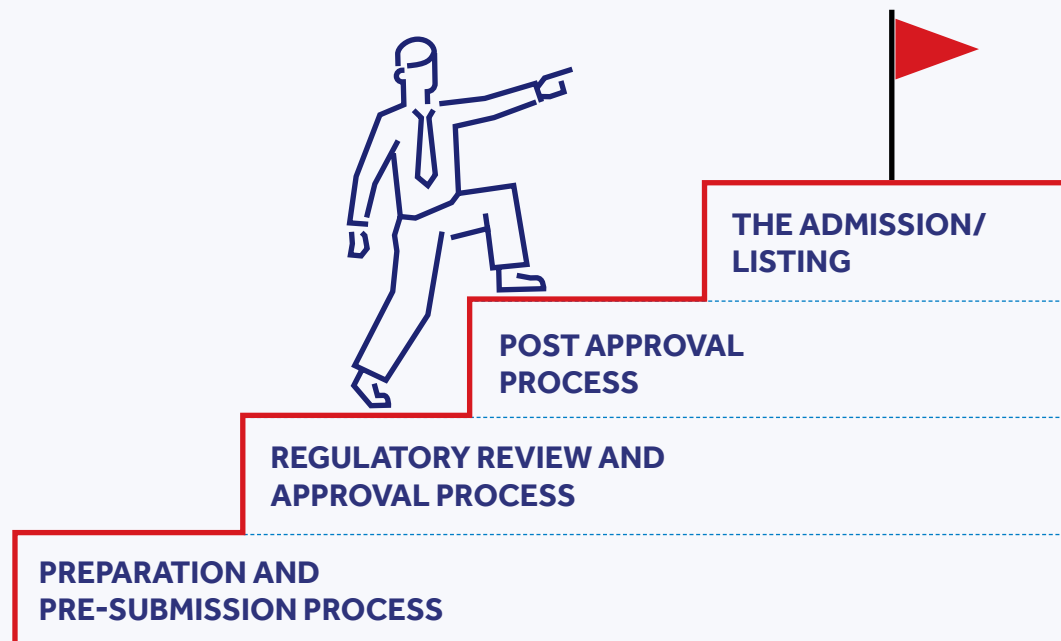 THE ADMISSION/
LISTING
POST APPROVAL
PROCESS
REGULATORY REVIEW AND
APPROVAL PROCESS
PREPARATION AND
PRE-SUBMISSION PROCESS